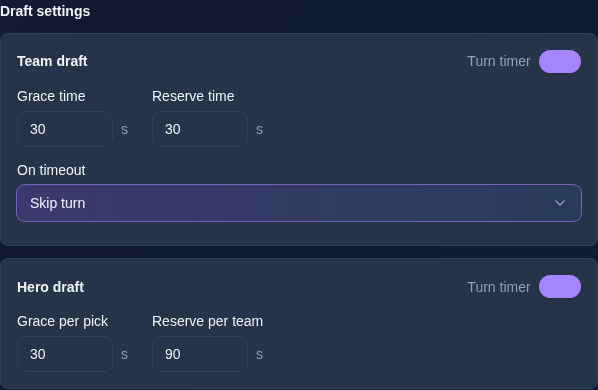 Draft settings
Team draft
Turn timer
Grace time
Reserve time
30 s
30 s
On timeout
Skip turn
Hero draft
Turn timer
Grace per pick
Reserve per team
30 s
90 s